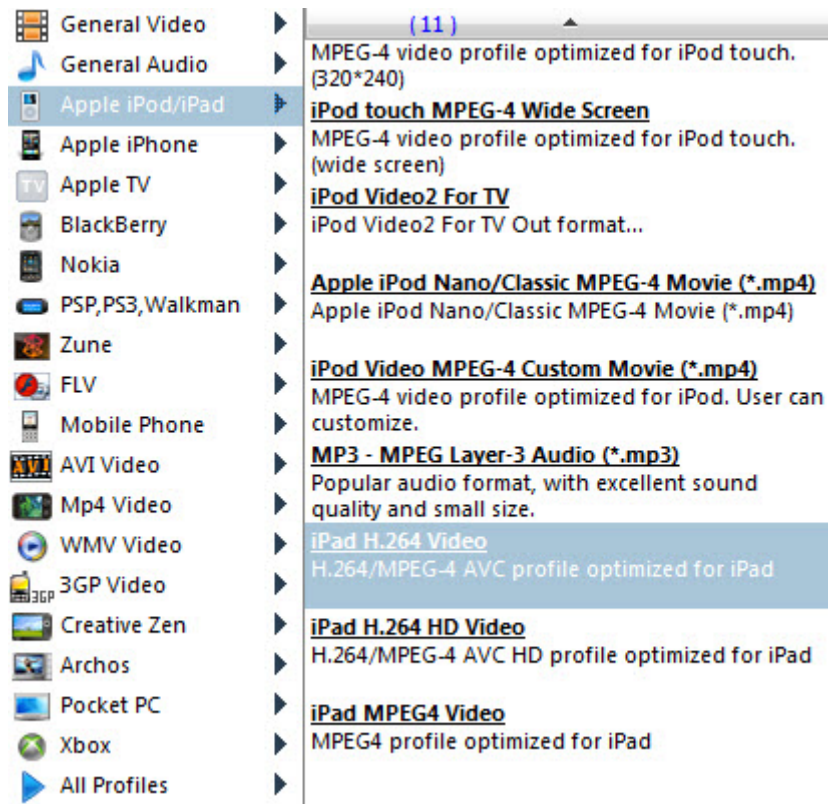 General Video
General Audio
Apple iPod/iPad
Apple iPhone
TV
Apple TV
BlackBerry
Nokia
PSP,PS3,Walkman
Zune
FLV
Mobile Phone
AVI
AVI Video
Mp4 Video
WMV Video
3GP
3GP Video
Creative Zen
Archos
Pocket PC
Xbox
All Profiles
( 11 )
MPEG-4 video profile optimized for iPod touch.
(320*240)
iPod touch MPEG-4 Wide Screen
MPEG-4 video profile optimized for iPod touch.
(wide screen)
iPod Video2 For TV
iPod Video2 For TV Out format...
Apple iPod Nano/Classic MPEG-4 Movie (*.mp4)
Apple iPod Nano/Classic MPEG-4 Movie (*.mp4)
iPod Video MPEG-4 Custom Movie (*.mp4)
MPEG-4 video profile optimized for iPod. User can
customize.
MP3 - MPEG Layer-3 Audio (*.mp3)
Popular audio format, with excellent sound
quality and small size.
iPad H.264 Video
H.264/MPEG-4 AVC profile optimized for iPad
iPad H.264 HD Video
H.264/MPEG-4 AVC HD profile optimized for iPad
iPad MPEG4 Video
MPEG4 profile optimized for iPad